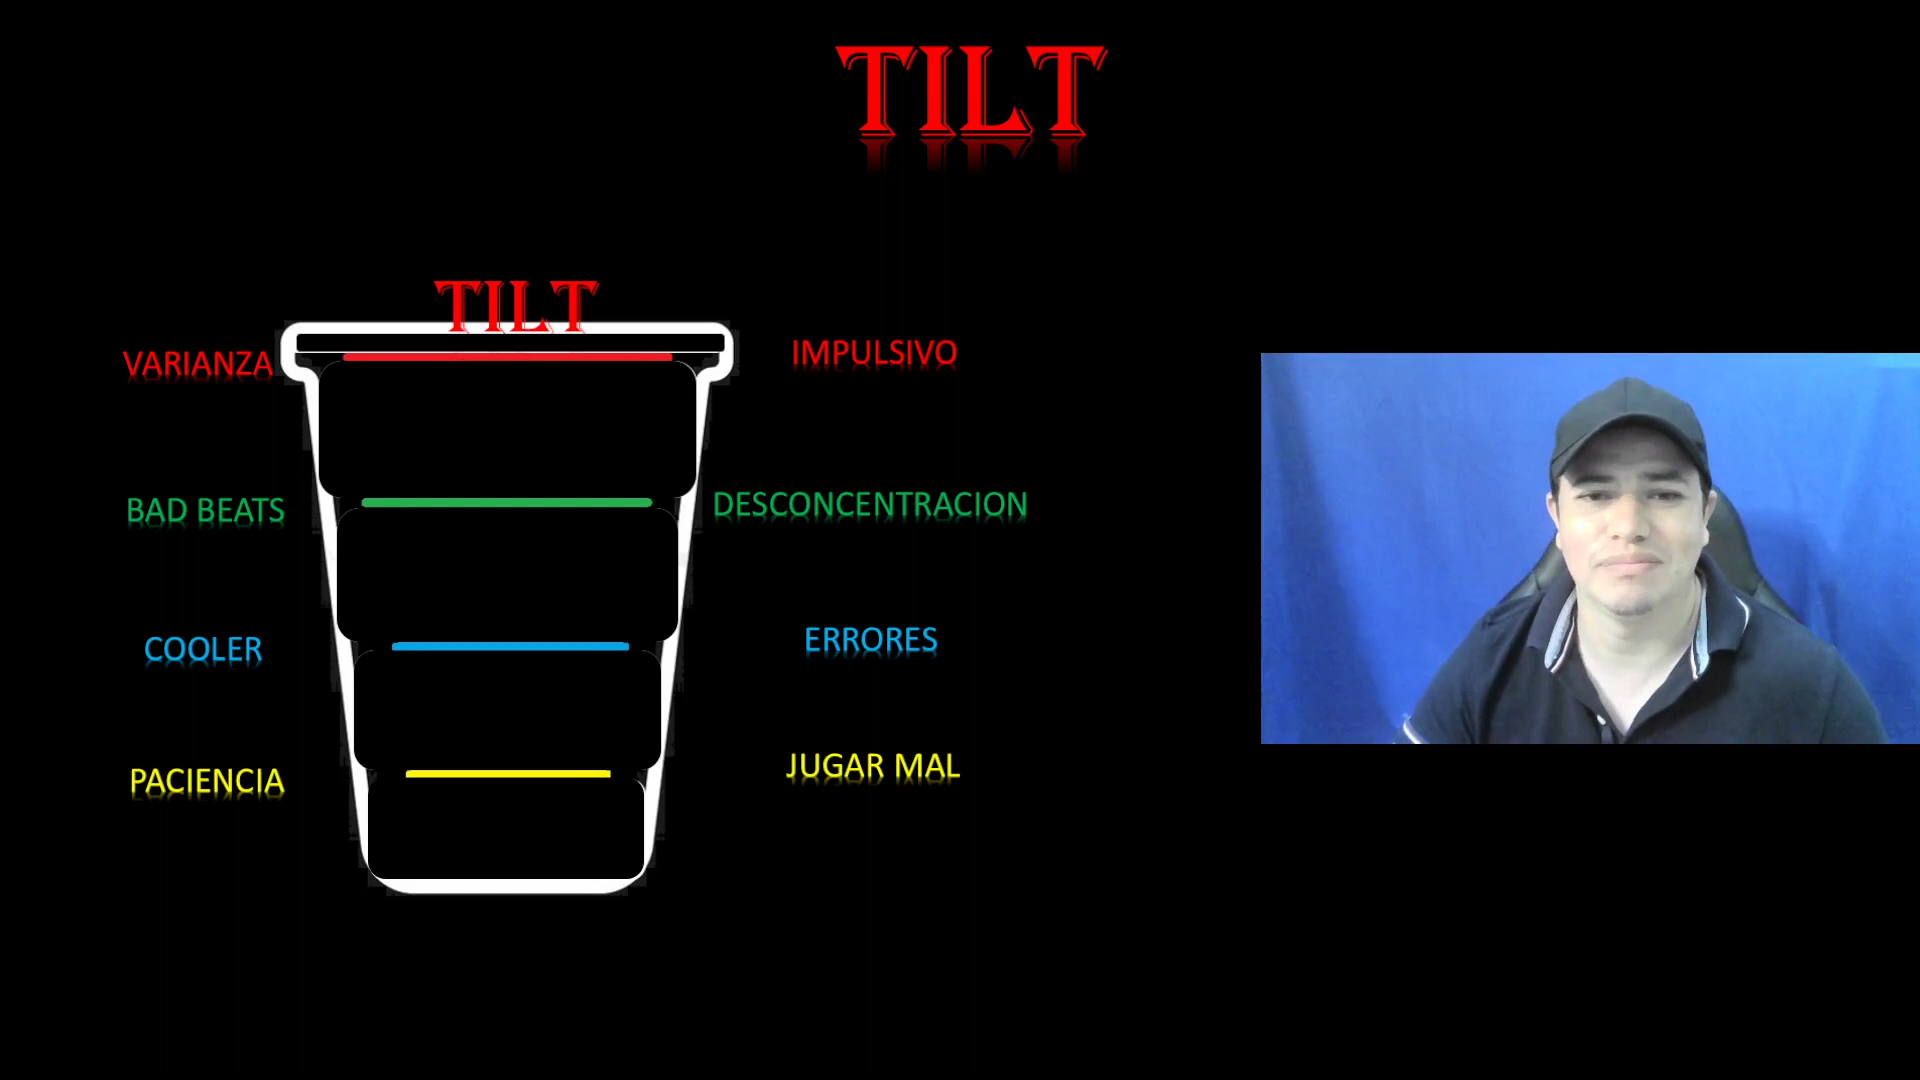 TILT
TILT
VARIANZA
IMPULSIVO
BAD BEATS
DESCONCENTRACION
COOLER
ERRORES
PACIENCIA
JUGAR MAL